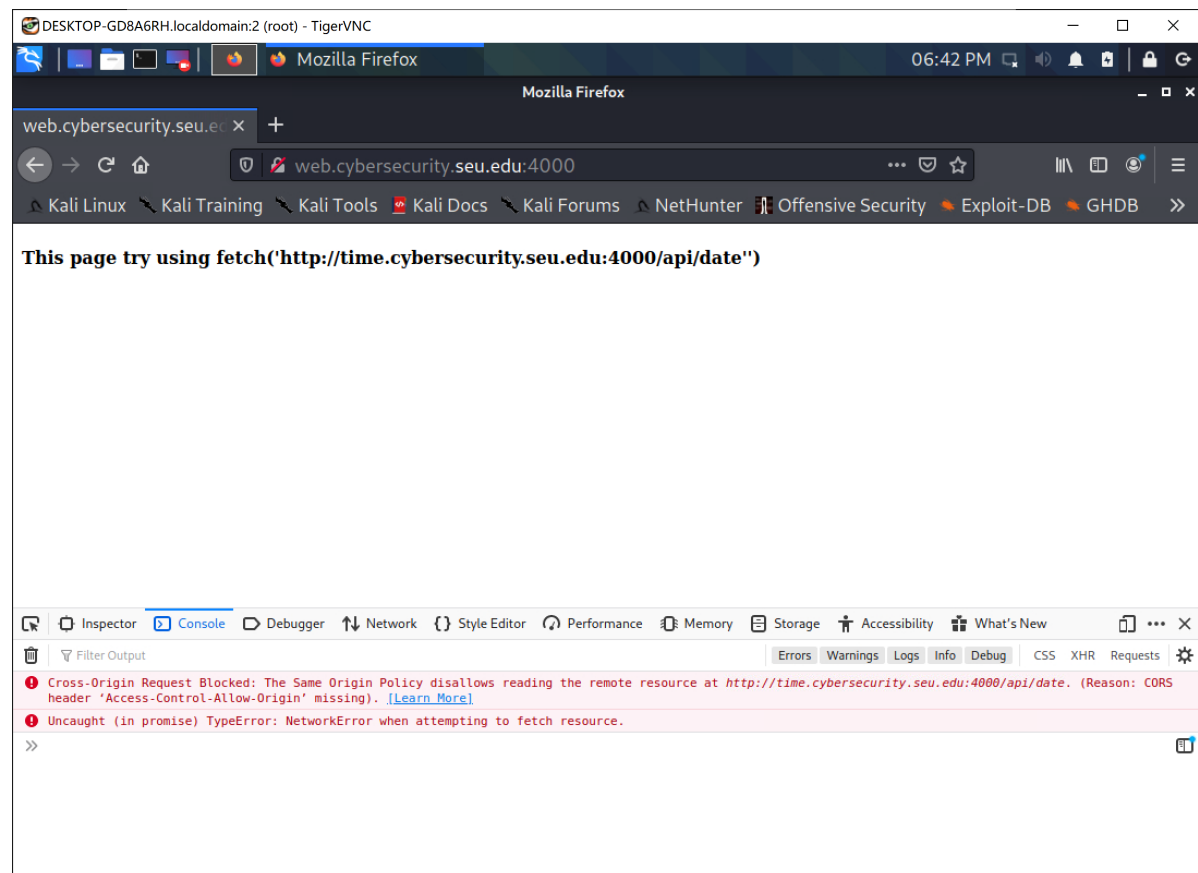 DESKTOP-GD8A6RH.localdomain:2 (root) - TigerVNC
Mozilla Firefox 06:42 PM
Mozilla Firefox
web.cybersecurity.seu.ed
web.cybersecurity.seu.edu:4000
Kali Linux Kali Training Kali Tools Kali Docs Kali Forums NetHunter Offensive Security Exploit-DB GHDB
This page try using fetch('http://time.cybersecurity.seu.edu:4000/api/date'')
Inspector Console Debugger Network {} Style Editor Performance Memory Storage Accessibility What's New
Filter Output Errors Warnings Logs Info Debug CSS XHR Requests
Cross-Origin Request Blocked: The Same Origin Policy disallows reading the remote resource at http://time.cybersecurity.seu.edu:4000/api/date. (Reason: CORS
header ‘Access-Control-Allow-Origin’ missing). [Learn More]
Uncaught (in promise) TypeError: NetworkError when attempting to fetch resource.